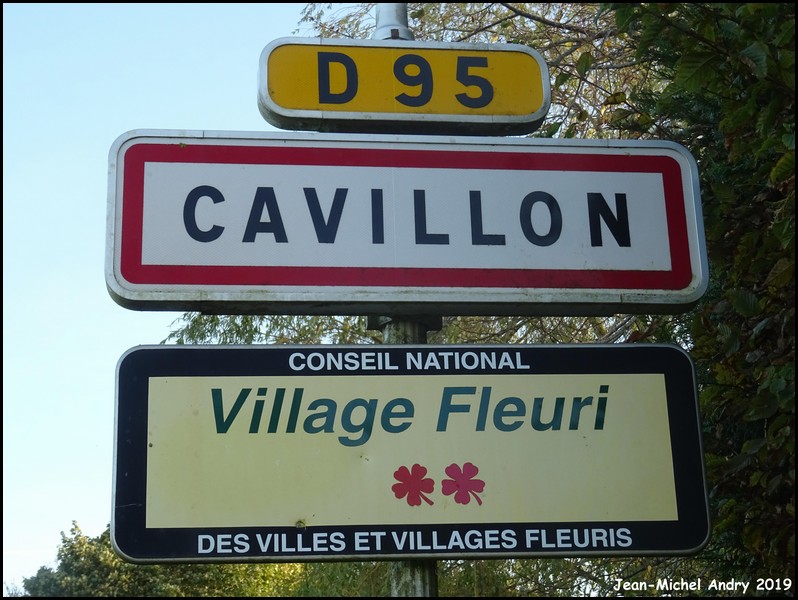 D 95
CAVILLON
CONSEIL NATIONAL
Village Fleuri
DES VILLES ET VILLAGES FLEURIS
Jean-Michel Andry 2019